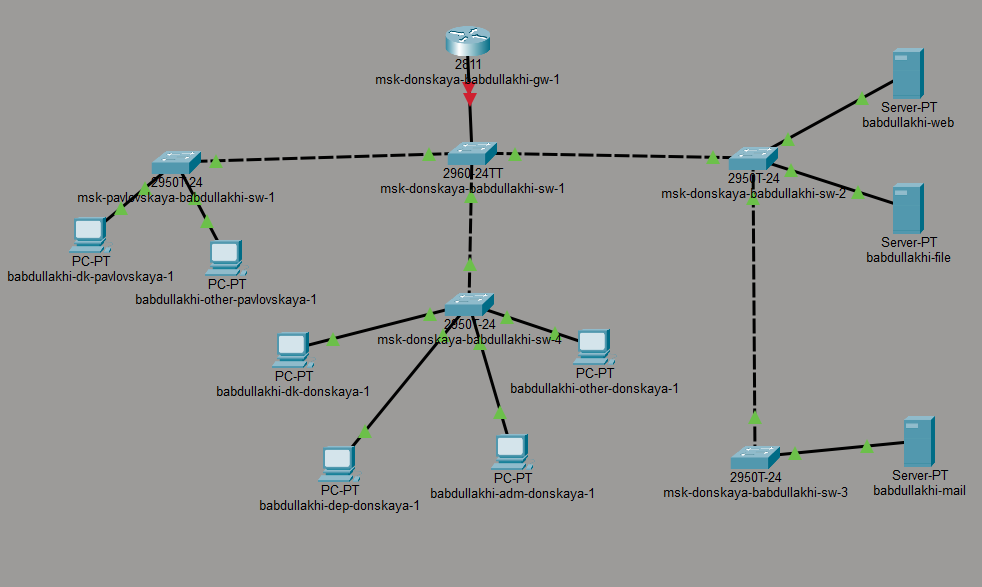 2811
msk-donskaya-babdullakhi-gw-1
Server-PT
babdullakhi-web
2950T-24
msk-pavlovskaya-babdullakhi-sw-1
2960-24TT
msk-donskaya-babdullakhi-sw-1
2950T-24
msk-donskaya-babdullakhi-sw-2
Server-PT
babdullakhi-file
PC-PT
babdullakhi-dk-pavlovskaya-1
PC-PT
babdullakhi-other-pavlovskaya-1
2950T-24
msk-donskaya-babdullakhi-sw-4
PC-PT
babdullakhi-dk-donskaya-1
PC-PT
babdullakhi-other-donskaya-1
PC-PT
babdullakhi-dep-donskaya-1
PC-PT
babdullakhi-adm-donskaya-1
2950T-24
msk-donskaya-babdullakhi-sw-3
Server-PT
babdullakhi-mail